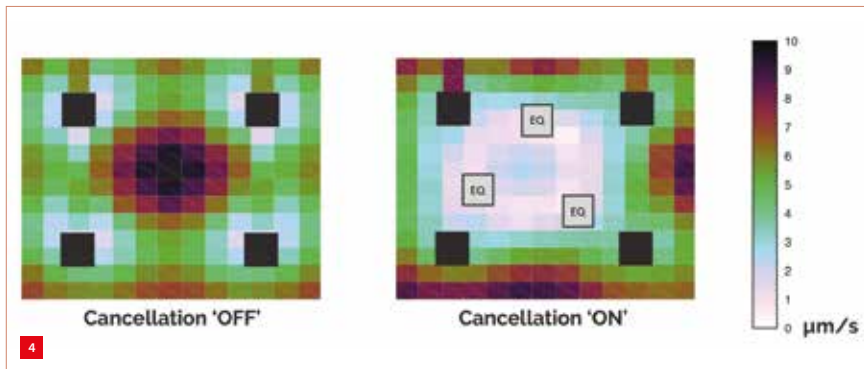 10
9
8
7
6
5
4
3
2
1
0
µm/s
EQ
EQ
EQ
Cancellation ‘OFF’
Cancellation ‘ON’
4